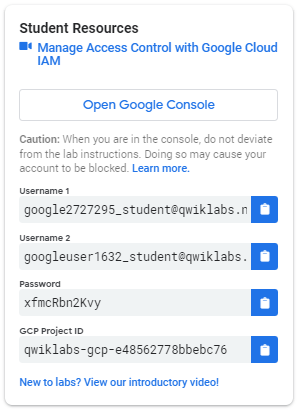 Student Resources
Manage Access Control with Google Cloud
IAM
Open Google Console
Caution: When you are in the console, do not deviate
from the lab instructions. Doing so may cause your
account to be blocked. Learn more.
Username 1
google2727295_student@qwiklabs.n
Username 2
googleuser1632_student@qwiklabs.
Password
xfmcRbn2Kvy
GCP Project ID
qwiklabs-gcp-e48562778bbebc76
New to labs? View our introductory video!